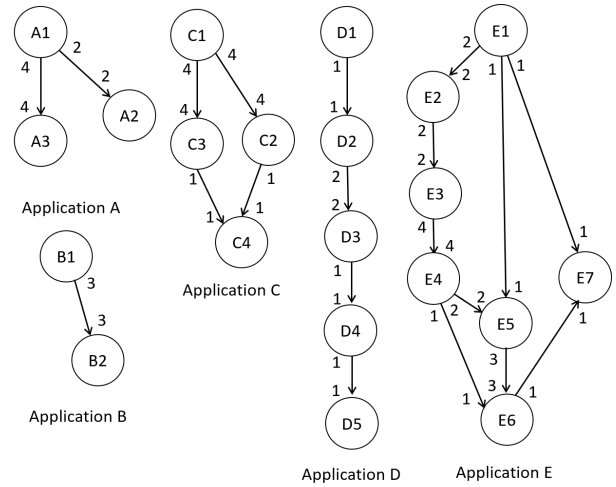 A1
4
2
4
2
A3
A2
Application A
B1
3
3
B2
Application B
C1
4
4
4
4
C3
C2
1
1
1
1
C4
Application C
D1
1
1
D2
2
2
D3
1
1
D4
1
1
D5
Application D
E1
2
2
1
1
E2
2
2
E3
4
4
E4
1
2
2
1
E5
1
E7
1
3
3
1
1
E6
Application E